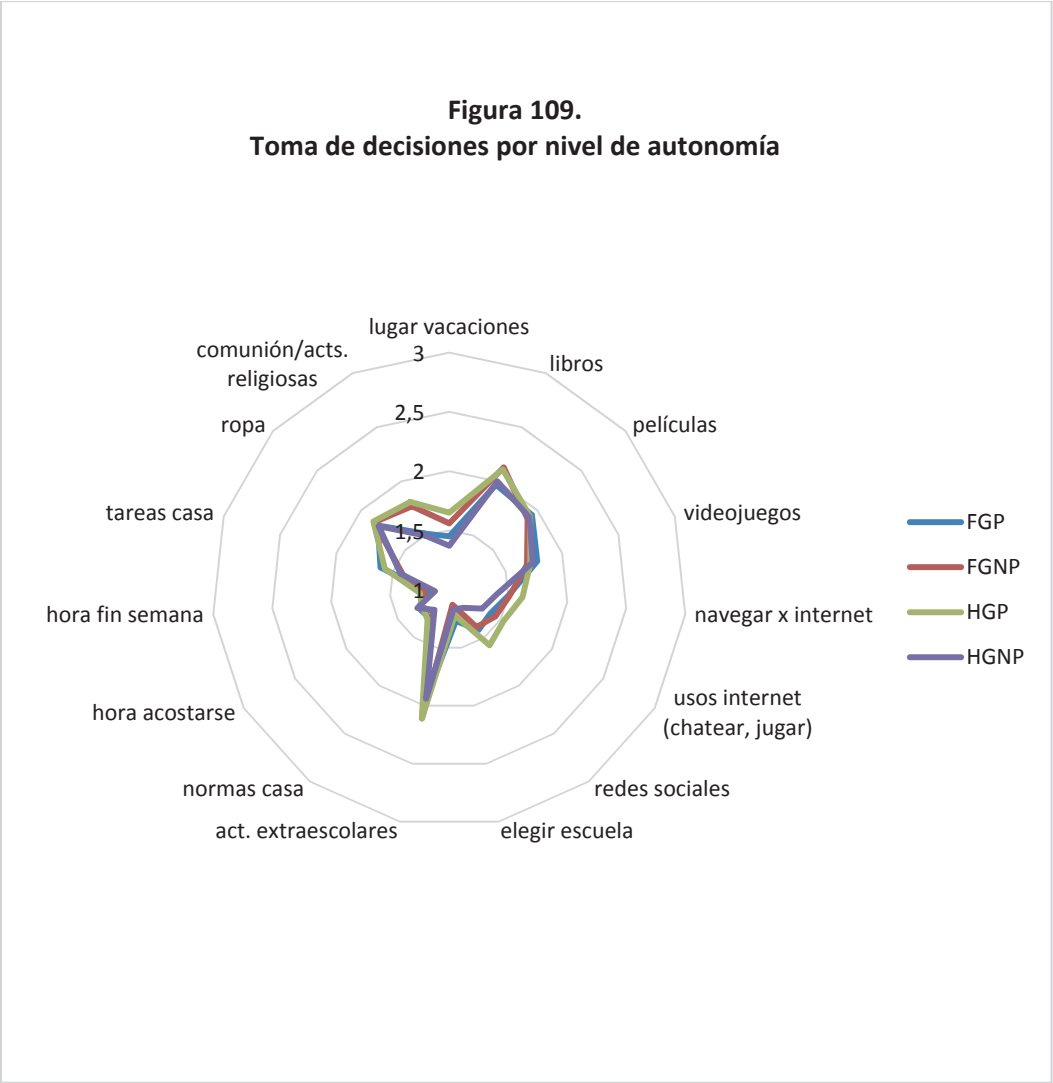 Figura 109.
Toma de decisiones por nivel de autonomía
lugar vacaciones
libros
películas
videojuegos
navegar x internet
usos internet
(chatear, jugar)
redes sociales
elegir escuela
act. extraescolares
normas casa
hora acostarse
hora fin semana
tareas casa
ropa
comunión/acts.
religiosas
3
2,5
2
1,5
1
FGP
FGNP
HGP
HGNP